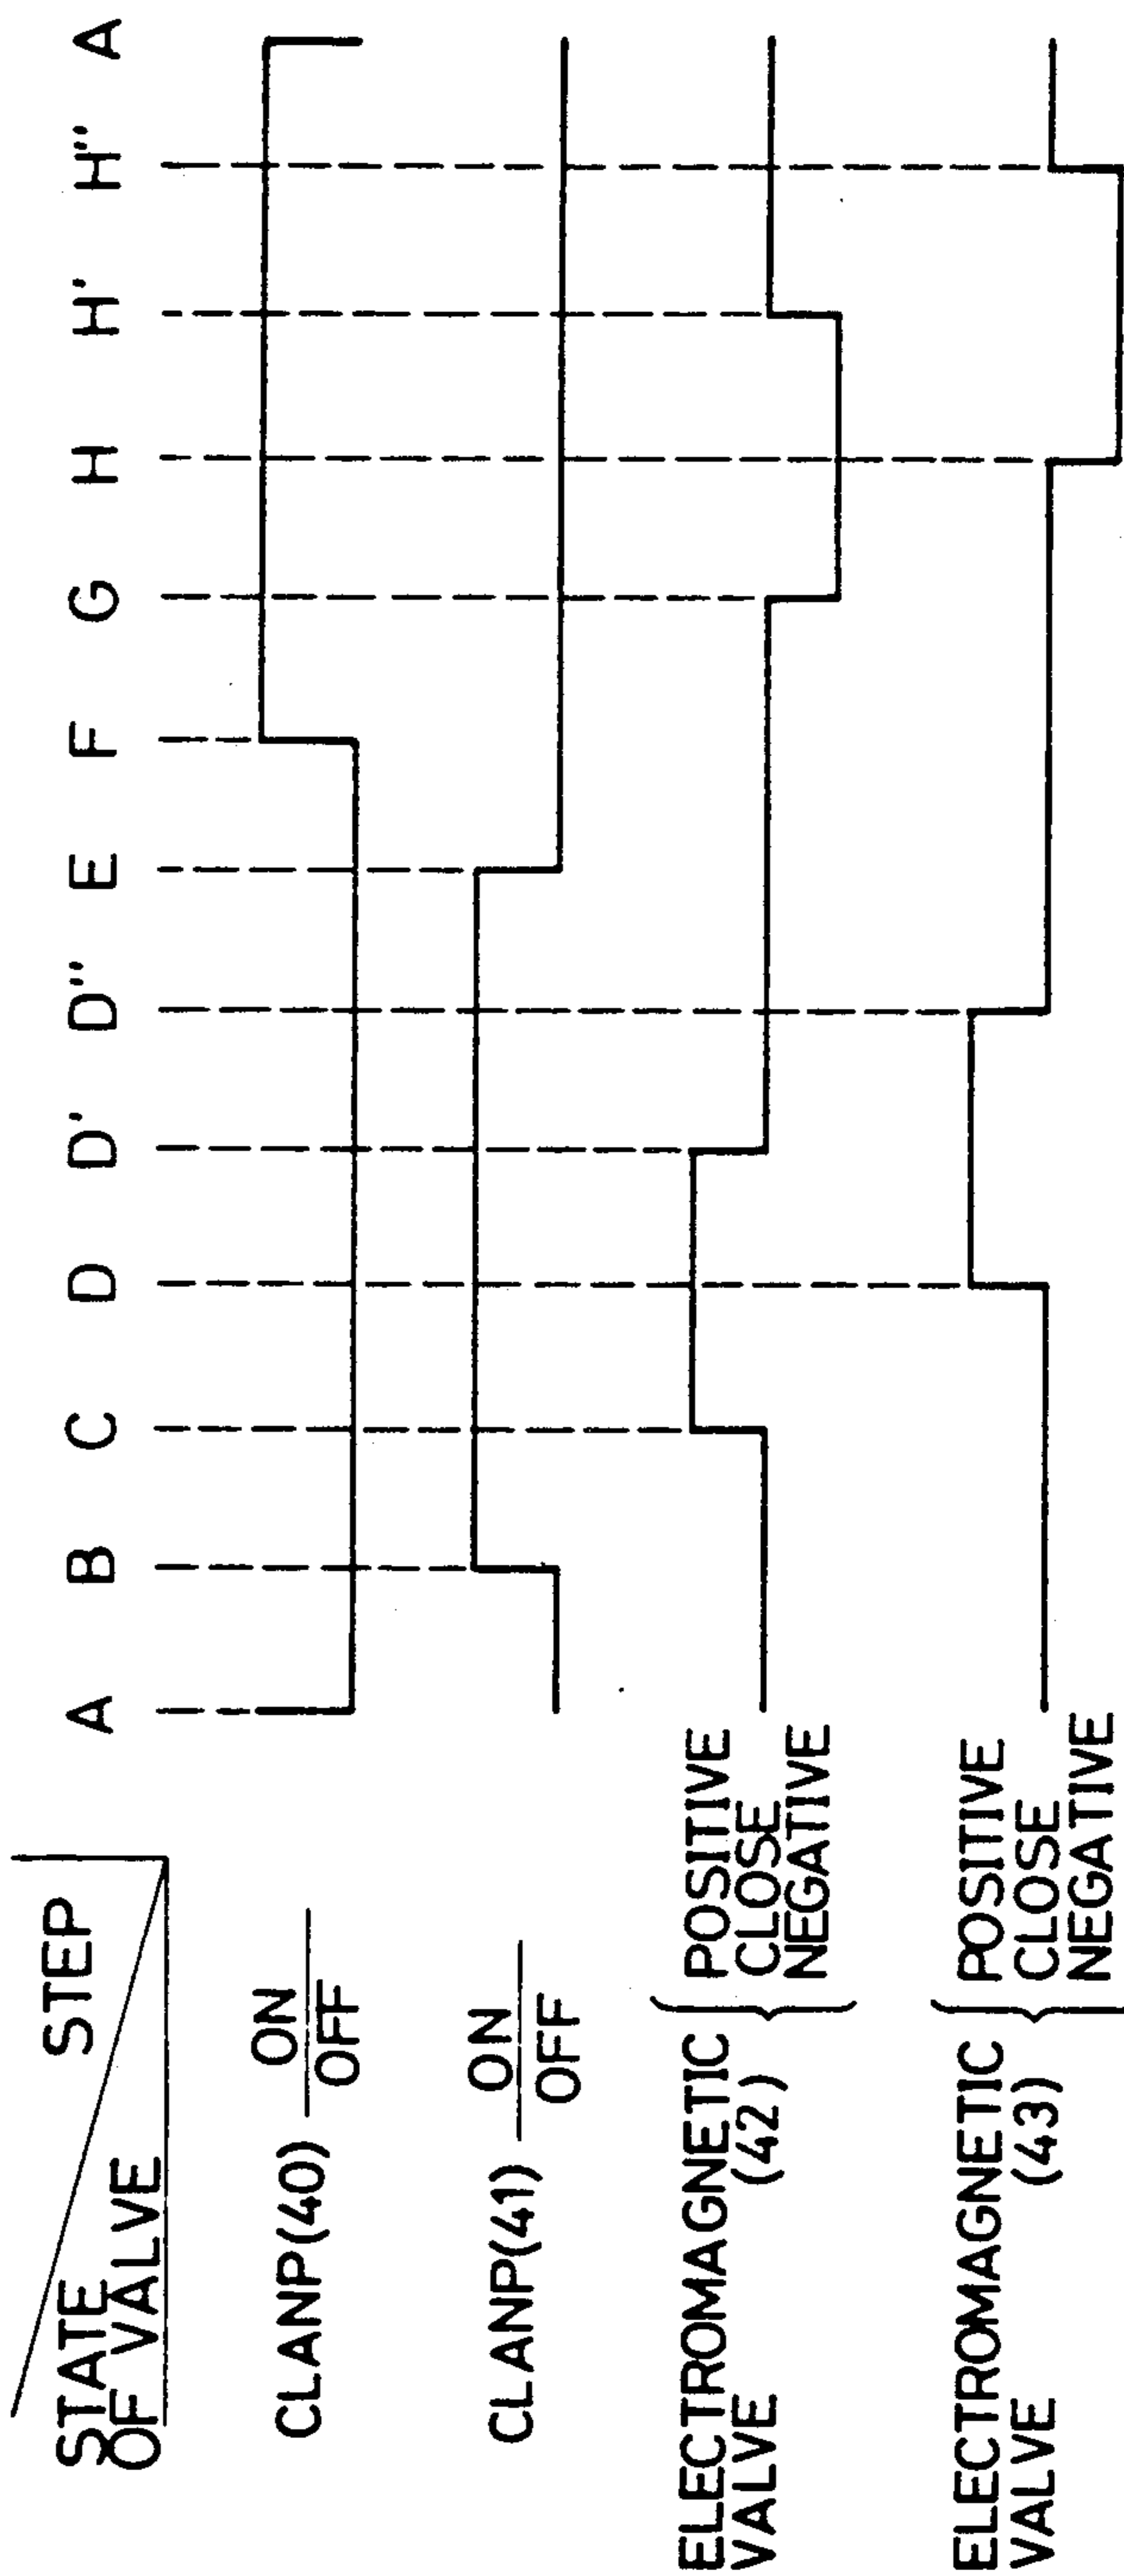 STEP
STATE
OF VALVE
A B C D D' D'' E F G H H' H'' A
CLANP(40) ON
OFF
CLANP(41) ON
OFF
ELECTROMAGNETIC
VALVE (42)
POSITIVE
CLOSE
NEGATIVE
ELECTROMAGNETIC
VALVE (43)
POSITIVE
CLOSE
NEGATIVE